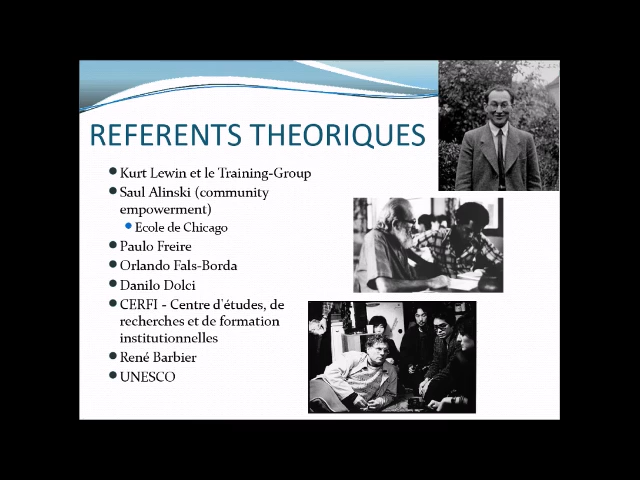 REFERENTS THEORIQUES
Kurt Lewin et le Training-Group
Saul Alinski (community
empowerment)
Ecole de Chicago
Paulo Freire
Orlando Fals-Borda
Danilo Dolci
CERFI - Centre d'études, de
recherches et de formation
institutionnelles
René Barbier
UNESCO